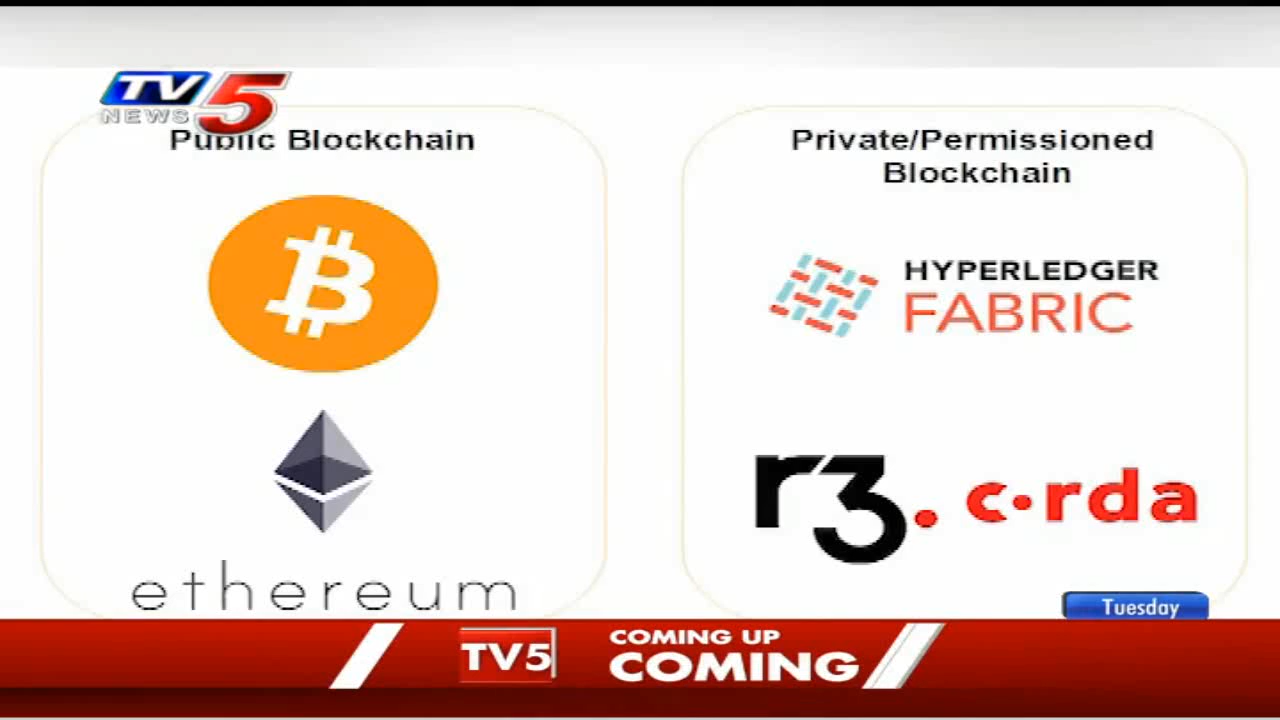 TV5
NEWS
Public Blockchain
Private/Permissioned
Blockchain
HYPERLEDGER
FABRIC
r3. c·rda
ethereum
Tuesday
TV5
COMING UP
COMING